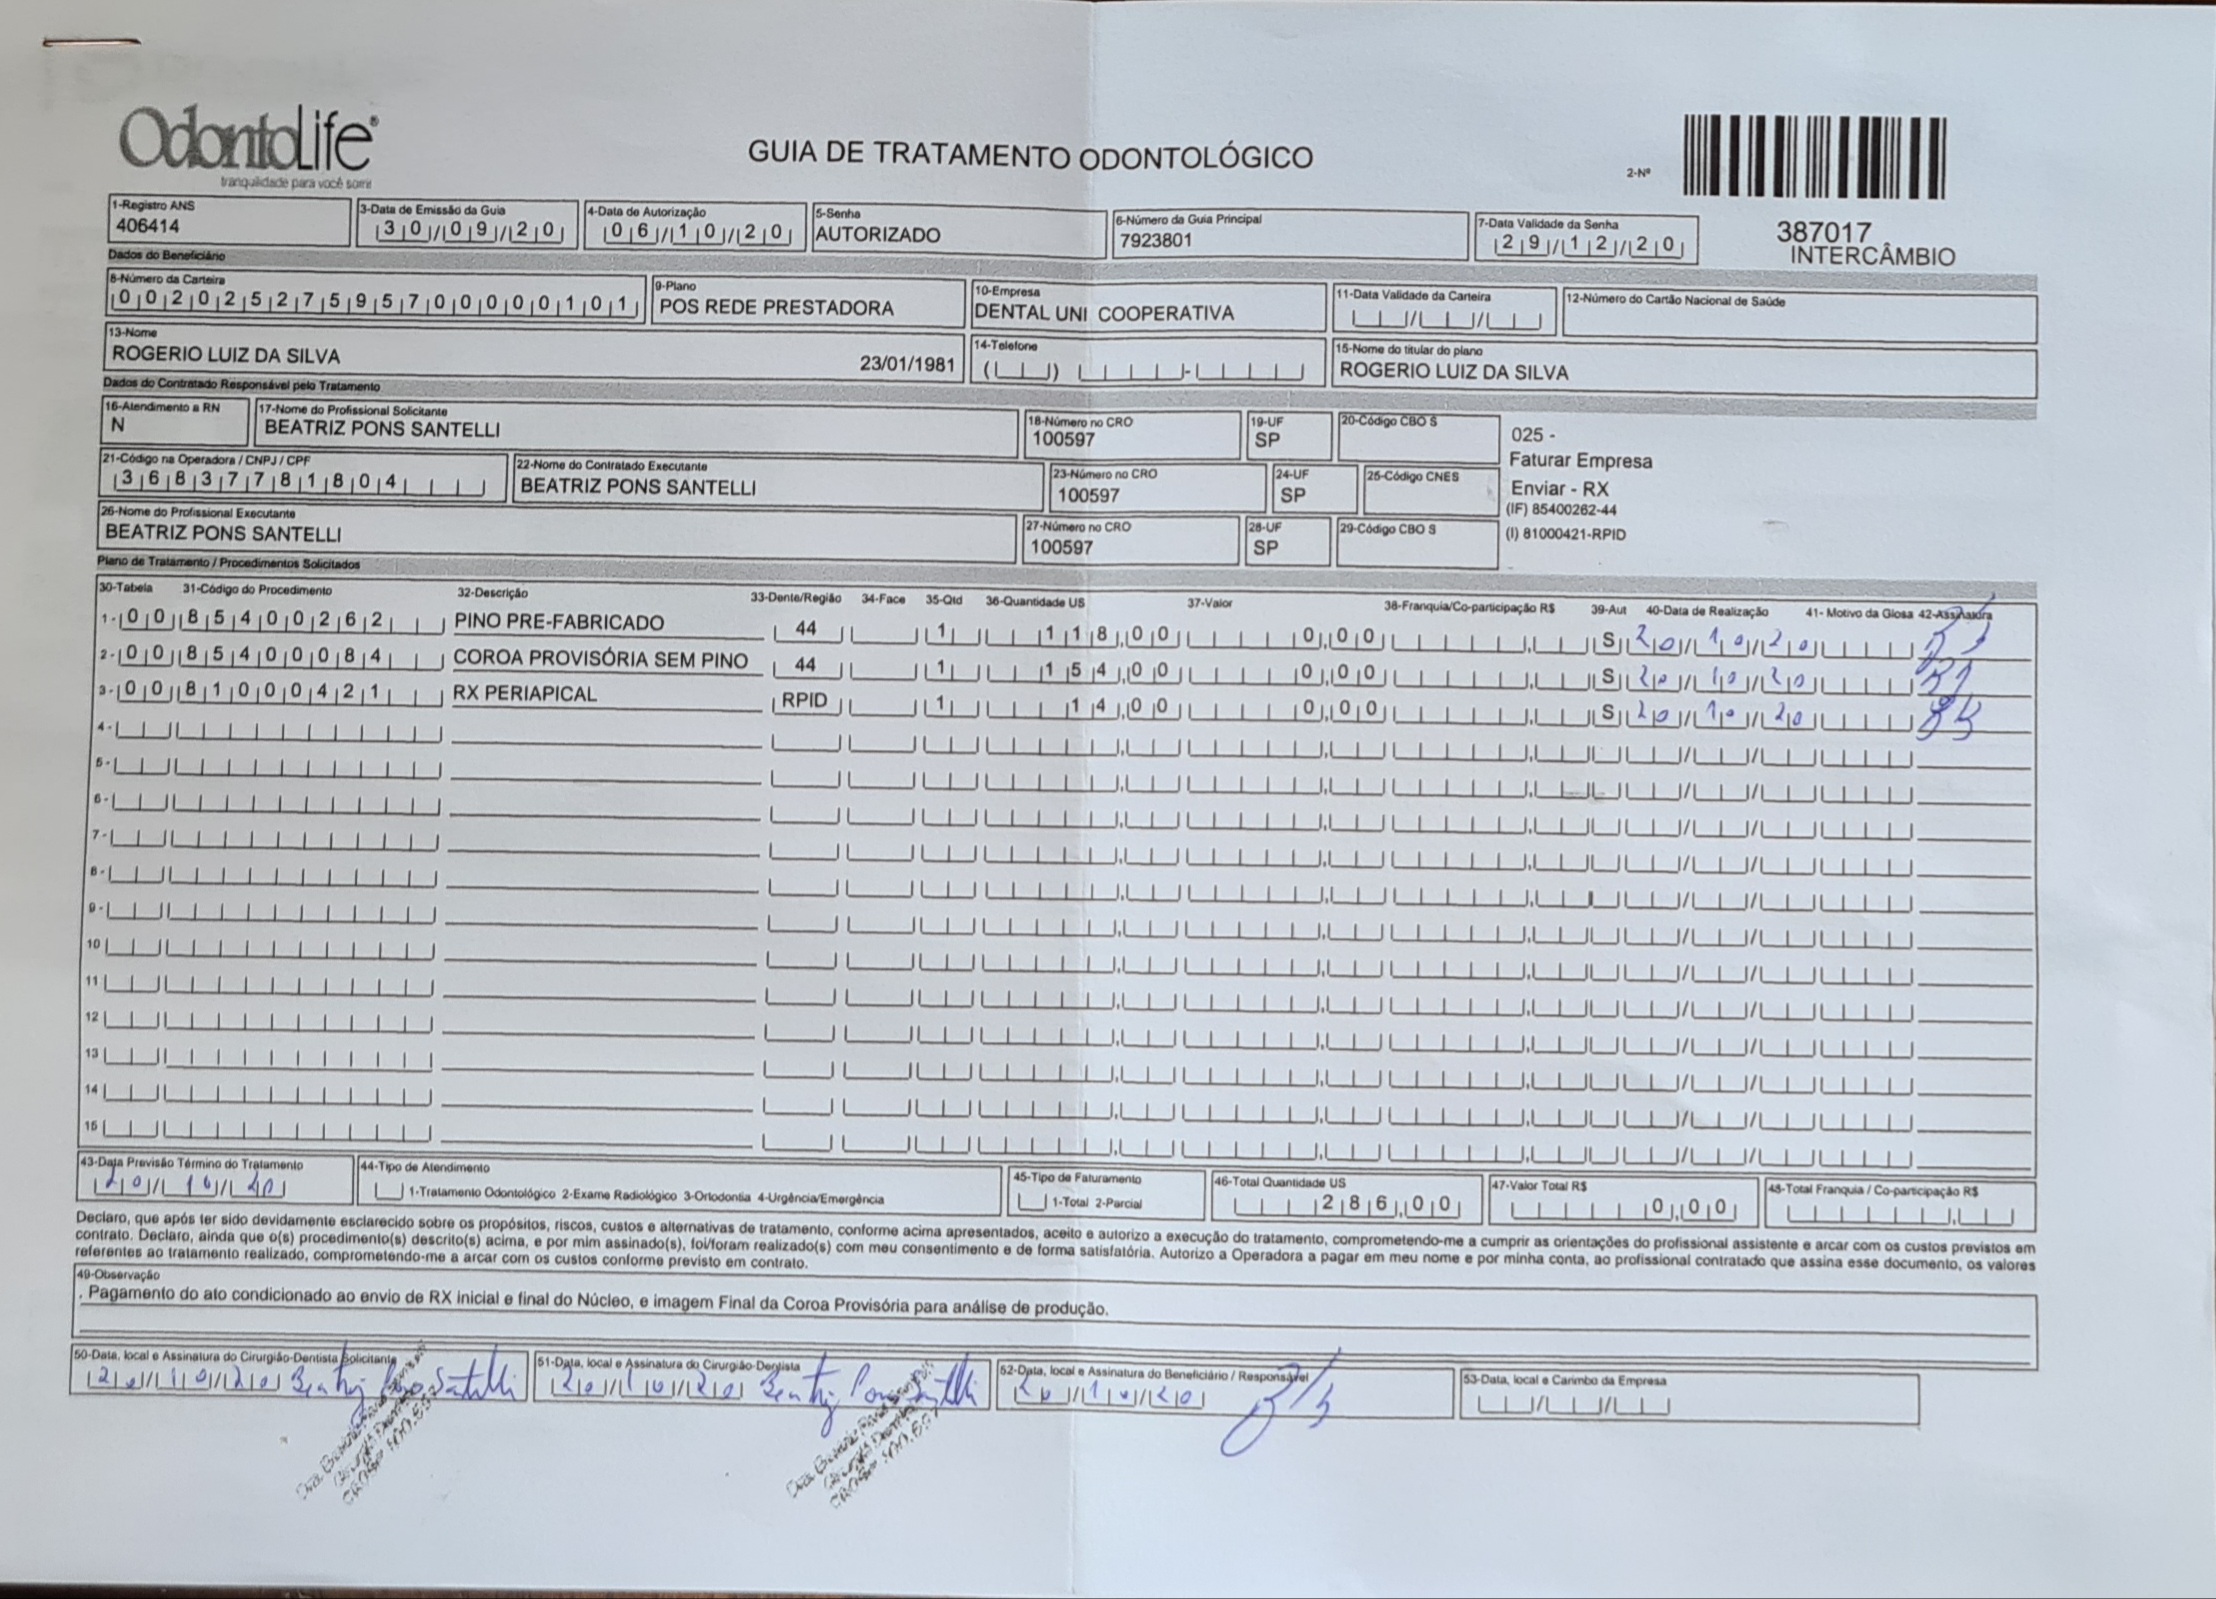 OdontoLife®
tranquilidade para você sorrir
GUIA DE TRATAMENTO ODONTOLÓGICO
2-Nº
387017
INTERCÂMBIO
1-Registro ANS
406414
3-Data de Emissão da Guia
30/09/20
4-Data de Autorização
06/10/20
5-Senha
AUTORIZADO
6-Número da Guia Principal
7923801
7-Data Validade da Senha
29/12/20
Dados do Beneficiário
8-Número da Carteira
00202527595700000101
9-Plano
POS REDE PRESTADORA
10-Empresa
DENTAL UNI COOPERATIVA
11-Data Validade da Carteira
12-Número do Cartão Nacional de Saúde
13-Nome
ROGERIO LUIZ DA SILVA 23/01/1981
14-Telefone
15-Nome do titular do plano
ROGERIO LUIZ DA SILVA
Dados do Contratado Responsável pelo Tratamento
16-Atendimento a RN
N
17-Nome do Profissional Solicitante
BEATRIZ PONS SANTELLI
18-Número no CRO
100597
19-UF
SP
20-Código CBO S
025 -
Faturar Empresa
Enviar - RX
(IF) 85400262-44
(I) 81000421-RPID
21-Código na Operadora / CNPJ / CPF
36837781804
22-Nome do Contratado Executante
BEATRIZ PONS SANTELLI
23-Número no CRO
100597
24-UF
SP
25-Código CNES
26-Nome do Profissional Executante
BEATRIZ PONS SANTELLI
27-Número no CRO
100597
28-UF
SP
29-Código CBO S
Plano de Tratamento / Procedimentos Solicitados
30-Tabela 31-Código do Procedimento 32-Descrição 33-Dente/Região 34-Face 35-Qtd 36-Quantidade US 37-Valor 38-Franquia/Co-participação R$ 39-Aut 40-Data de Realização 41- Motivo da Glosa 42-Assinatura
1- 00 85400262 PINO PRE-FABRICADO 44 1 118,00 0,00 S 20/10/20
2- 00 85400084 COROA PROVISÓRIA SEM PINO 44 1 154,00 0,00 S 20/10/20
3- 00 81000421 RX PERIAPICAL RPID 1 14,00 0,00 S 20/10/20
4-
5-
6-
7-
8-
9-
10
11
12
13
14
15
43-Data Previsão Término do Tratamento
20/10/20
44-Tipo de Atendimento
1-Tratamento Odontológico 2-Exame Radiológico 3-Ortodontia 4-Urgência/Emergência
45-Tipo de Faturamento
1-Total 2-Parcial
46-Total Quantidade US
286,00
47-Valor Total R$
0,00
48-Total Franquia / Co-participação R$
Declaro, que após ter sido devidamente esclarecido sobre os propósitos, riscos, custos e alternativas de tratamento, conforme acima apresentados, aceito e autorizo a execução do tratamento, comprometendo-me a cumprir as orientações do profissional assistente e arcar com os custos previstos em
contrato. Declaro, ainda que o(s) procedimento(s) descrito(s) acima, e por mim assinado(s), foi/foram realizado(s) com meu consentimento e de forma satisfatória. Autorizo a Operadora a pagar em meu nome e por minha conta, ao profissional contratado que assina esse documento, os valores
referentes ao tratamento realizado, comprometendo-me a arcar com os custos conforme previsto em contrato.
49-Observação
. Pagamento do ato condicionado ao envio de RX inicial e final do Núcleo, e imagem Final da Coroa Provisória para análise de produção.
50-Data, local e Assinatura do Cirurgião-Dentista Solicitante
20/10/20 Beatriz Pons Santelli
51-Data, local e Assinatura do Cirurgião-Dentista
20/10/20 Beatriz Pons Santelli
52-Data, local e Assinatura do Beneficiário / Responsável
20/10/20
53-Data, local e Carimbo da Empresa